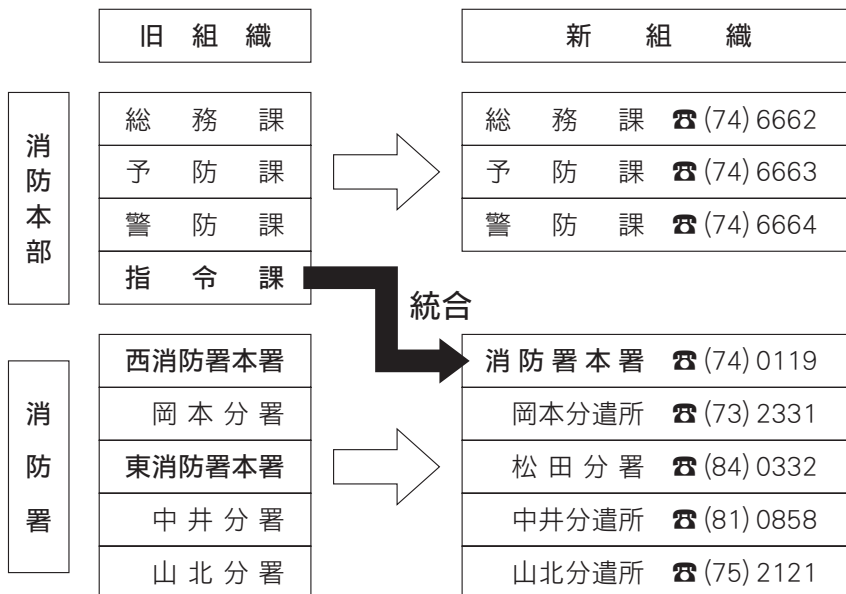 旧組織
新組織
消防本部
総務課
予防課
警防課
指令課
総務課 ☎(74)6662
予防課 ☎(74)6663
警防課 ☎(74)6664
統合
消防署
西消防署本署
岡本分署
東消防署本署
中井分署
山北分署
消防署本署 ☎(74)0119
岡本分遣所 ☎(73)2331
松田分署 ☎(84)0332
中井分遣所 ☎(81)0858
山北分遣所 ☎(75)2121